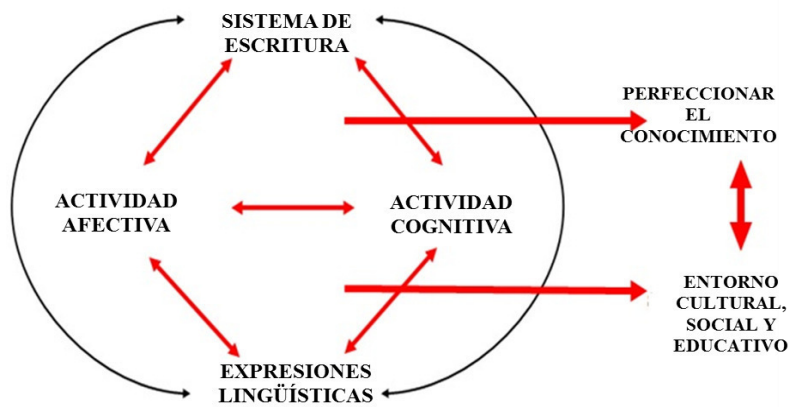 SISTEMA DE
ESCRITURA
PERFECCIONAR
EL
CONOCIMIENTO
ACTIVIDAD
AFECTIVA
ACTIVIDAD
COGNITIVA
ENTORNO
CULTURAL,
SOCIAL Y
EDUCATIVO
EXPRESIONES
LINGÜÍSTICAS